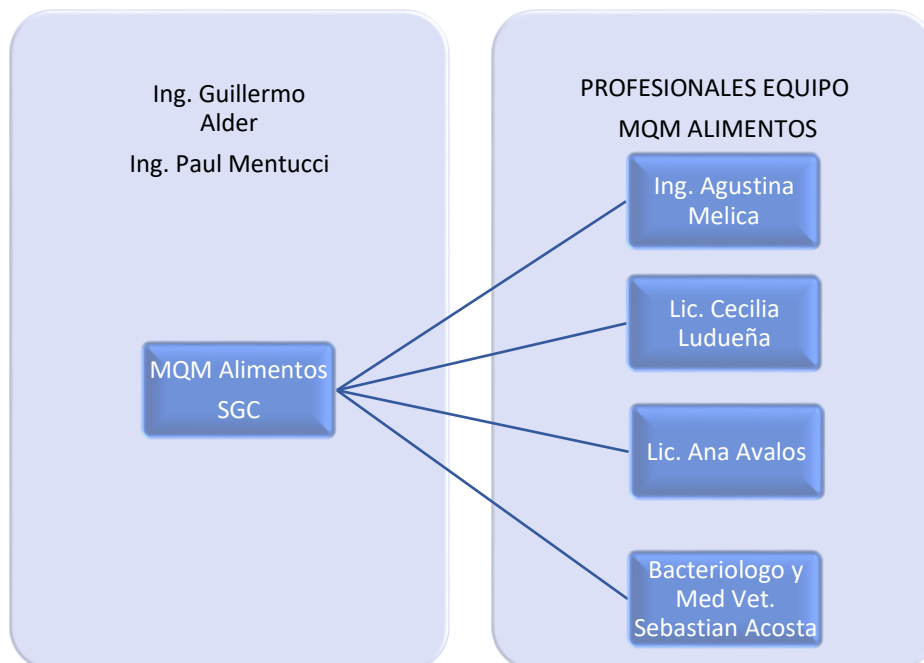 Ing. Guillermo
Alder
Ing. Paul Mentucci
MQM Alimentos
SGC
PROFESIONALES EQUIPO
MQM ALIMENTOS
Ing. Agustina
Melica
Lic. Cecilia
Ludueña
Lic. Ana Avalos
Bacteriologo y
Med Vet.
Sebastian Acosta